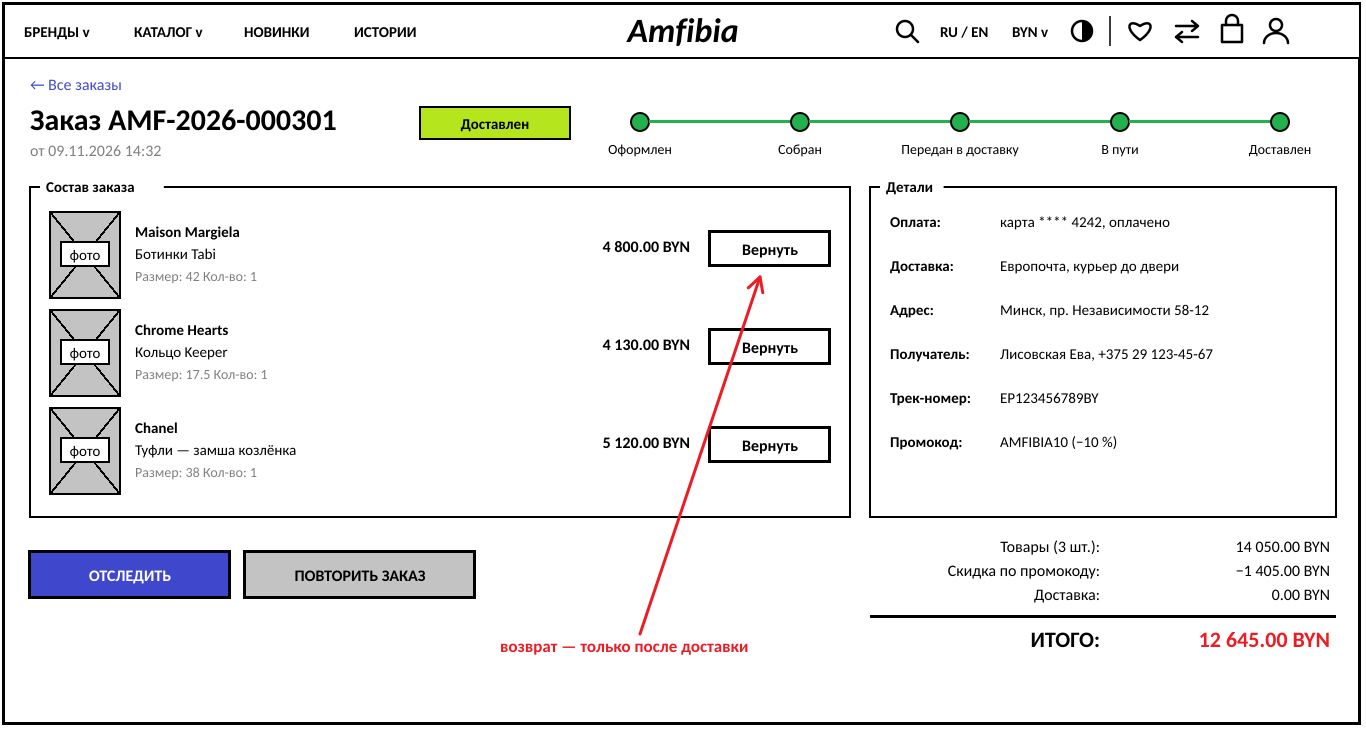 БРЕНДЫ v КАТАЛОГ v НОВИНКИ ИСТОРИИ Amfibia RU / EN BYN v
← Все заказы
Заказ AMF-2026-000301 Доставлен
от 09.11.2026 14:32
Оформлен Собран Передан в доставку В пути Доставлен
Состав заказа
фото
Maison Margiela
Ботинки Tabi
Размер: 42 Кол-во: 1
4 800.00 BYN Вернуть
фото
Chrome Hearts
Кольцо Keeper
Размер: 17.5 Кол-во: 1
4 130.00 BYN Вернуть
фото
Chanel
Туфли — замша козлёнка
Размер: 38 Кол-во: 1
5 120.00 BYN Вернуть
Детали
Оплата: карта **** 4242, оплачено
Доставка: Европочта, курьер до двери
Адрес: Минск, пр. Независимости 58-12
Получатель: Лисовская Ева, +375 29 123-45-67
Трек-номер: EP123456789BY
Промокод: AMFIBIA10 (−10 %)
ОТСЛЕДИТЬ ПОВТОРИТЬ ЗАКАЗ
возврат — только после доставки
Товары (3 шт.): 14 050.00 BYN
Скидка по промокоду: −1 405.00 BYN
Доставка: 0.00 BYN
ИТОГО: 12 645.00 BYN